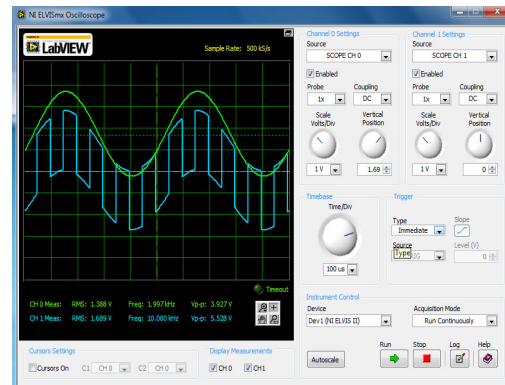 NI ELVISmx Oscilloscope
LabVIEW
Sample Rate: 500 kS/s
Timeout
CH 0 Meas: RMS: 1.388 V Freq: 1.997 kHz Vp-p: 3.927 V
CH 1 Meas: RMS: 1.689 V Freq: 10.000 kHz Vp-p: 5.528 V
Cursors Settings
Cursors On C1 CH 0 C2 CH 0
Display Measurements
CH 0 CH1
Channel 0 Settings
Source
SCOPE CH 0
Enabled
Probe Coupling
1x DC
Scale Vertical
Volts/Div Position
1 V 1.69
Channel 1 Settings
Source
SCOPE CH 1
Enabled
Probe Coupling
1x DC
Scale Vertical
Volts/Div Position
1 V 0
Timebase
Time/Div
100 us
Trigger
Type Slope
Immediate
Source Level (V)
Type 0
Instrument Control
Device Acquisition Mode
Dev1 (NI ELVIS II) Run Continuously
Run Stop Log Help
Autoscale